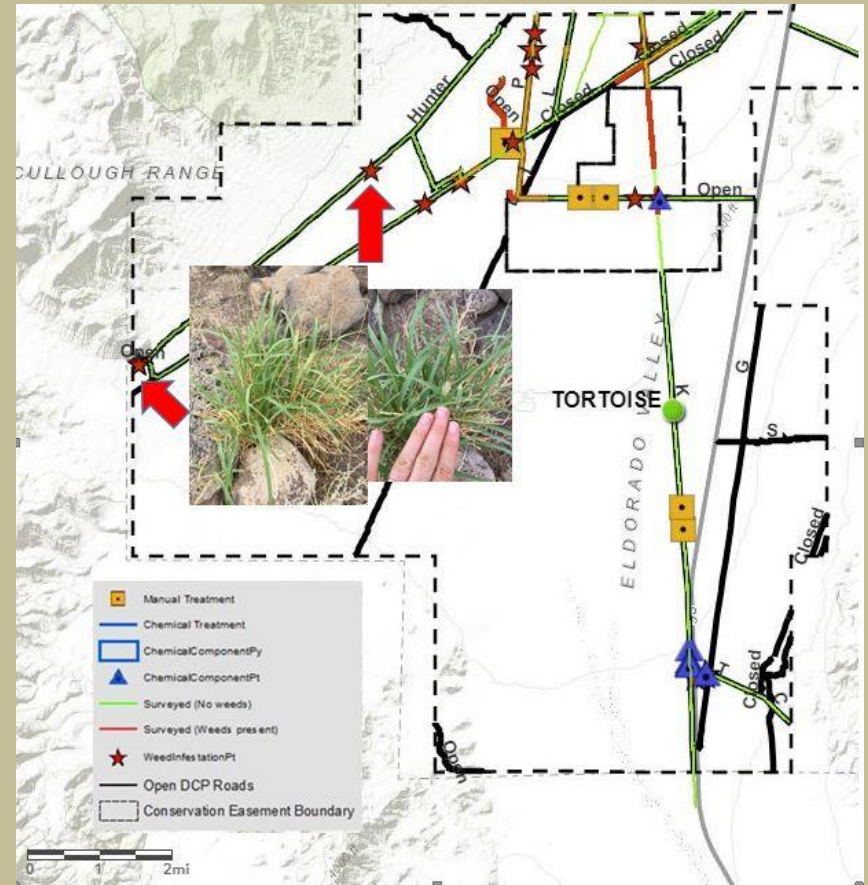 Closed
Closed
P
L
Hunter
Open
Closed
CULLOUGH RANGE
Open
Open
TORTOISE
ELDORADO VALLEY
K
G
S
Closed
Closed
C
Open
Manual Treatment
Chemical Treatment
ChemicalComponentPy
ChemicalComponentPt
Surveyed (No weeds)
Surveyed (Weeds present)
WeedInfestationPt
Open DCP Roads
Conservation Easement Boundary
0 1 2mi